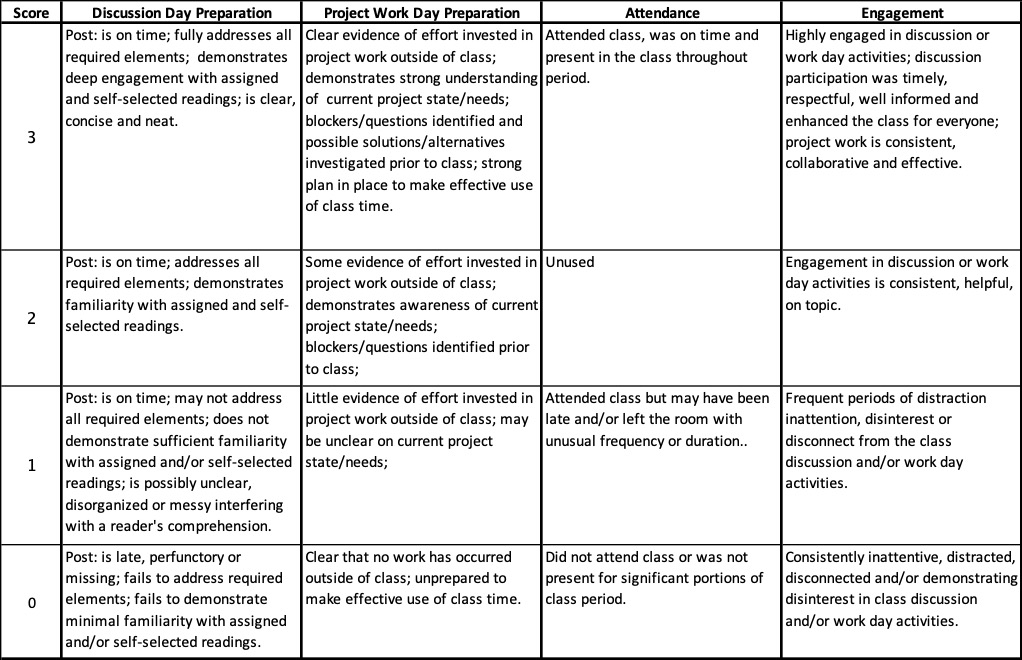 Score Discussion Day Preparation Project Work Day Preparation Attendance Engagement
3
Post: is on time; fully addresses all
required elements;  demonstrates
deep engagement with assigned
and self-selected readings; is clear,
concise and neat.
Clear evidence of effort invested in
project work outside of class;
demonstrates strong understanding
of  current project state/needs;
blockers/questions identified and
possible solutions/alternatives
investigated prior to class; strong
plan in place to make effective use
of class time.
Attended class, was on time and
present in the class throughout
period.
Highly engaged in discussion or
work day activities; discussion
participation was timely,
respectful, well informed and
enhanced the class for everyone;
project work is consistent,
collaborative and effective.
2
Post: is on time; addresses all
required elements; demonstrates
familiarity with assigned and self-
selected readings.
Some evidence of effort invested in
project work outside of class;
demonstrates awareness of current
project state/needs;
blockers/questions identified prior
to class;
Unused
Engagement in discussion or work
day activities is consistent, helpful,
on topic.
1
Post: is on time; may not address
all required elements; does not
demonstrate sufficient familiarity
with assigned and/or self-selected
readings; is possibly unclear,
disorganized or messy interfering
with a reader's comprehension.
Little evidence of effort invested in
project work outside of class; may
be unclear on current project
state/needs;
Attended class but may have been
late and/or left the room with
unusual frequency or duration..
Frequent periods of distraction
inattention, disinterest or
disconnect from the class
discussion and/or work day
activities.
0
Post: is late, perfunctory or
missing; fails to address required
elements; fails to demonstrate
minimal familiarity with assigned
and/or self-selected readings.
Clear that no work has occurred
outside of class; unprepared to
make effective use of class time.
Did not attend class or was not
present for significant portions of
class period.
Consistently inattentive, distracted,
disconnected and/or demonstrating
disinterest in class discussion
and/or work day activities.